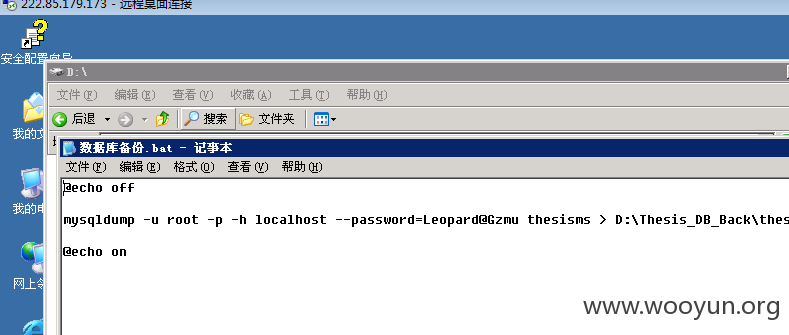 222.85.179.173 - 远程桌面连接
安全配置向导
D:\
文件(F) 编辑(E) 查看(V) 收藏(A) 工具(T) 帮助(H)
后退 搜索 文件夹
我的文
数据库备份.bat - 记事本
文件(F) 编辑(E) 格式(O) 查看(V) 帮助(H)
@echo off
我的电
mysqldump -u root -p -h localhost --password=Leopard@Gzmu thesisms > D:\Thesis_DB_Back\thes
@echo on
网上邻
www.wooyun.org